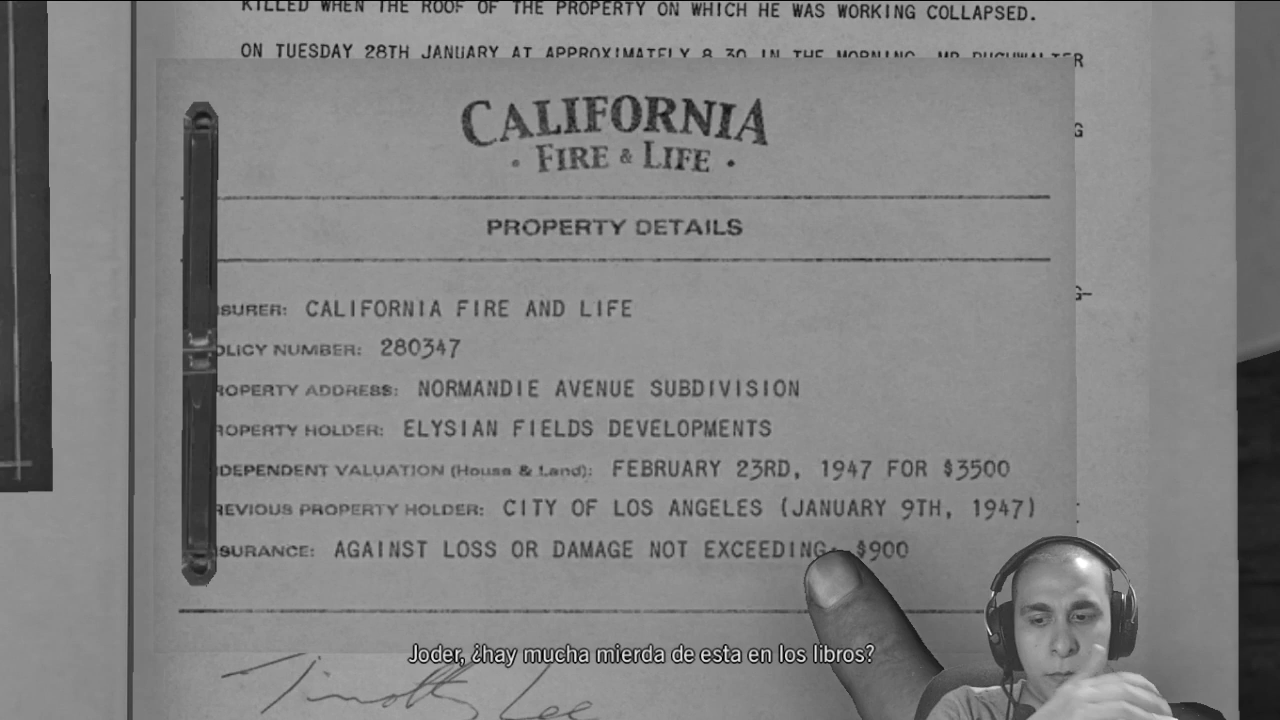 KILLED WHEN THE ROOF OF THE PROPERTY ON WHICH HE WAS WORKING COLLAPSED.
ON TUESDAY 28TH JANUARY AT APPROXIMATELY 8.30 IN THE MORNING, MR BUCHWALTER
CALIFORNIA
· FIRE & LIFE ·
PROPERTY DETAILS
SURER: CALIFORNIA FIRE AND LIFE
OLICY NUMBER: 280347
ROPERTY ADDRESS: NORMANDIE AVENUE SUBDIVISION
ROPERTY HOLDER: ELYSIAN FIELDS DEVELOPMENTS
DEPENDENT VALUATION (House & Land): FEBRUARY 23RD, 1947 FOR $3500
REVIOUS PROPERTY HOLDER: CITY OF LOS ANGELES (JANUARY 9TH, 1947)
SURANCE: AGAINST LOSS OR DAMAGE NOT EXCEEDING: $900
Joder, ¿hay mucha mierda de esta en los libros?
Timothy Lee